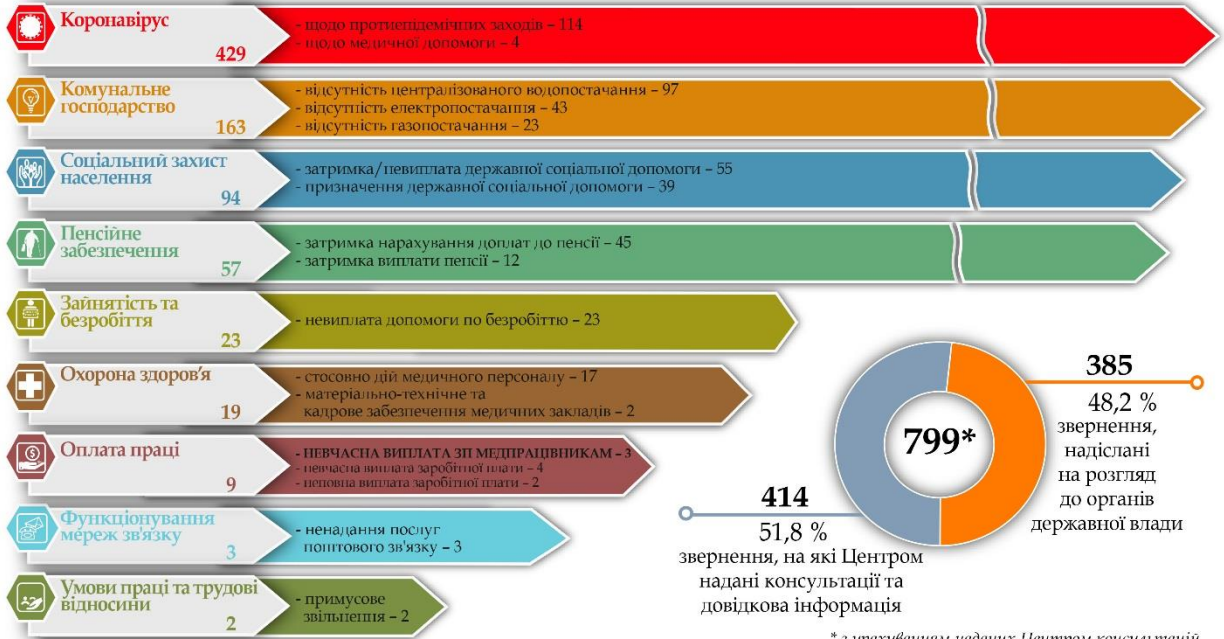 Коронавірус
429
- щодо протиепідемічних заходів – 114
- щодо медичної допомоги – 4
Комунальне
господарство
163
- відсутність централізованого водопостачання – 97
- відсутність електропостачання – 43
- відсутність газопостачання – 23
Соціальний захист
населення
94
- затримка/невиплата державної соціальної допомоги – 55
- призначення державної соціальної допомоги – 39
Пенсійне
забезпечення
57
- затримка нарахування доплат до пенсії – 45
- затримка виплати пенсії – 12
Зайнятість та
безробіття
23
- невиплата допомоги по безробіттю – 23
Охорона здоров'я
19
- стосовно дій медичного персоналу – 17
- матеріально-технічне та
кадрове забезпечення медичних закладів – 2
Оплата праці
9
- НЕВЧАСНА ВИПЛАТА ЗП МЕДПРАЦІВНИКАМ – 3
- невчасна виплата заробітної плати – 4
- неповна виплата заробітної плати – 2
Функціонування
мереж зв'язку
3
- ненадання послуг
поштового зв'язку – 3
Умови праці та трудові
відносини
2
- примусове
звільнення – 2
799*
385
48,2 %
звернення,
надіслані
на розгляд
до органів
державної влади
414
51,8 %
звернення, на які Центром
надані консультації та
довідкова інформація
* з урахуванням наданих Центром консультацій